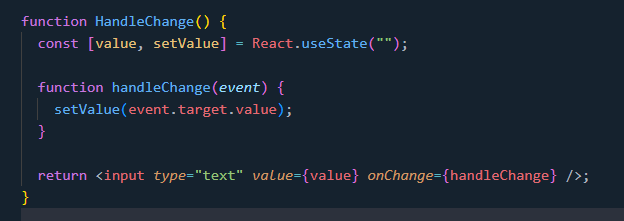 function HandleChange() {
  const [value, setValue] = React.useState("");

  function handleChange(event) {
    setValue(event.target.value);
  }

  return <input type="text" value={value} onChange={handleChange} />;
}